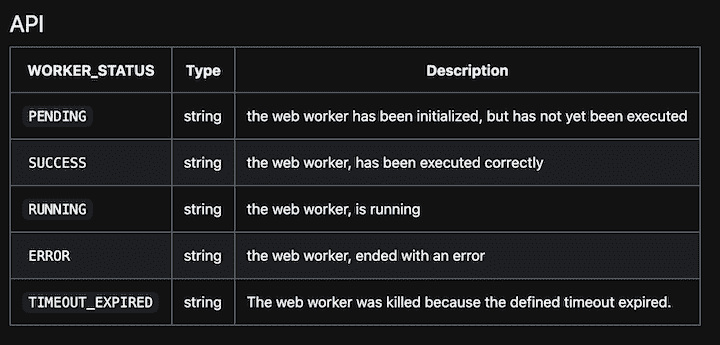 API
WORKER_STATUS Type Description
PENDING string the web worker has been initialized, but has not yet been executed
SUCCESS string the web worker, has been executed correctly
RUNNING string the web worker, is running
ERROR string the web worker, ended with an error
TIMEOUT_EXPIRED string The web worker was killed because the defined timeout expired.